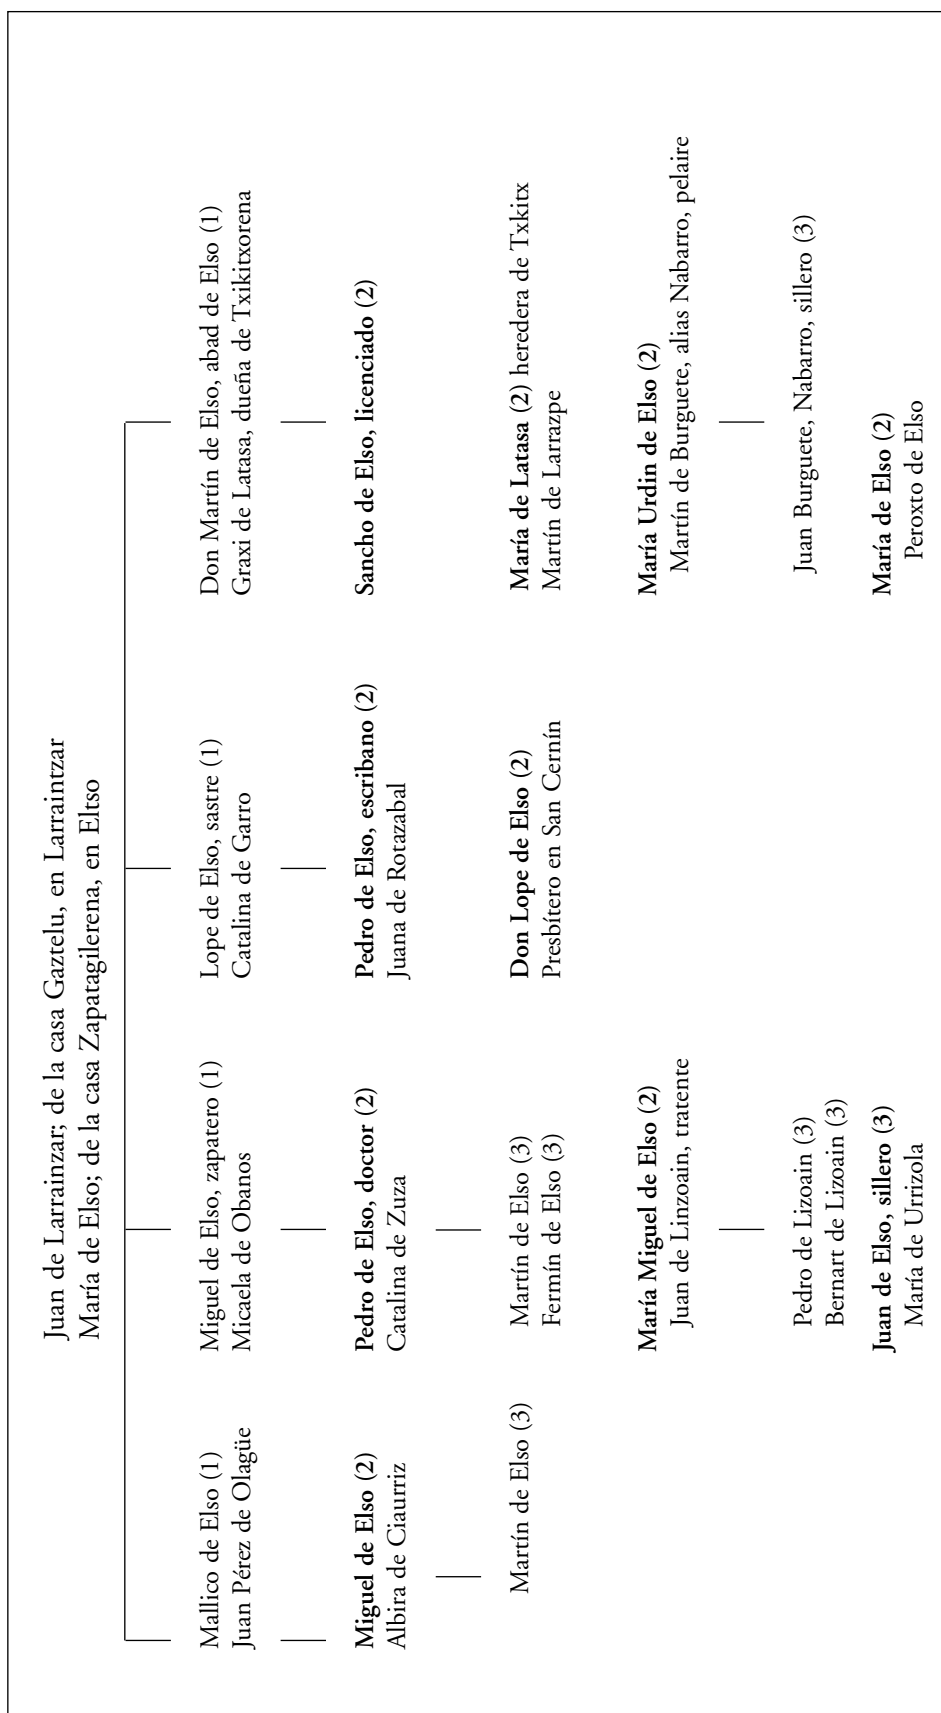 Juan de Larrainzar; de la casa Gaztelu, en Larraintzar
María de Elso; de la casa Zapatagilerena, en Eltso
Mallico de Elso (1)
Juan Pérez de Olagüe
Miguel de Elso (2)
Albira de Ciaurriz
Martín de Elso (3)
Miguel de Elso, zapatero (1)
Micaela de Obanos
Pedro de Elso, doctor (2)
Catalina de Zuza
Martín de Elso (3)
Fermín de Elso (3)
María Miguel de Elso (2)
Juan de Linzoain, tratente
Pedro de Lizoain (3)
Bernart de Lizoain (3)
Juan de Elso, sillero (3)
María de Urrizola
Lope de Elso, sastre (1)
Catalina de Garro
Pedro de Elso, escribano (2)
Juana de Rotazabal
Don Lope de Elso (2)
Presbítero en San Cernín
Don Martín de Elso, abad de Elso (1)
Graxi de Latasa, dueña de Txikitxorena
Sancho de Elso, licenciado (2)
María de Latasa (2) heredera de Txkitx
Martín de Larrazpe
María Urdin de Elso (2)
Martín de Burguete, alias Nabarro, pelaire
Juan Burguete, Nabarro, sillero (3)
María de Elso (2)
Peroxto de Elso